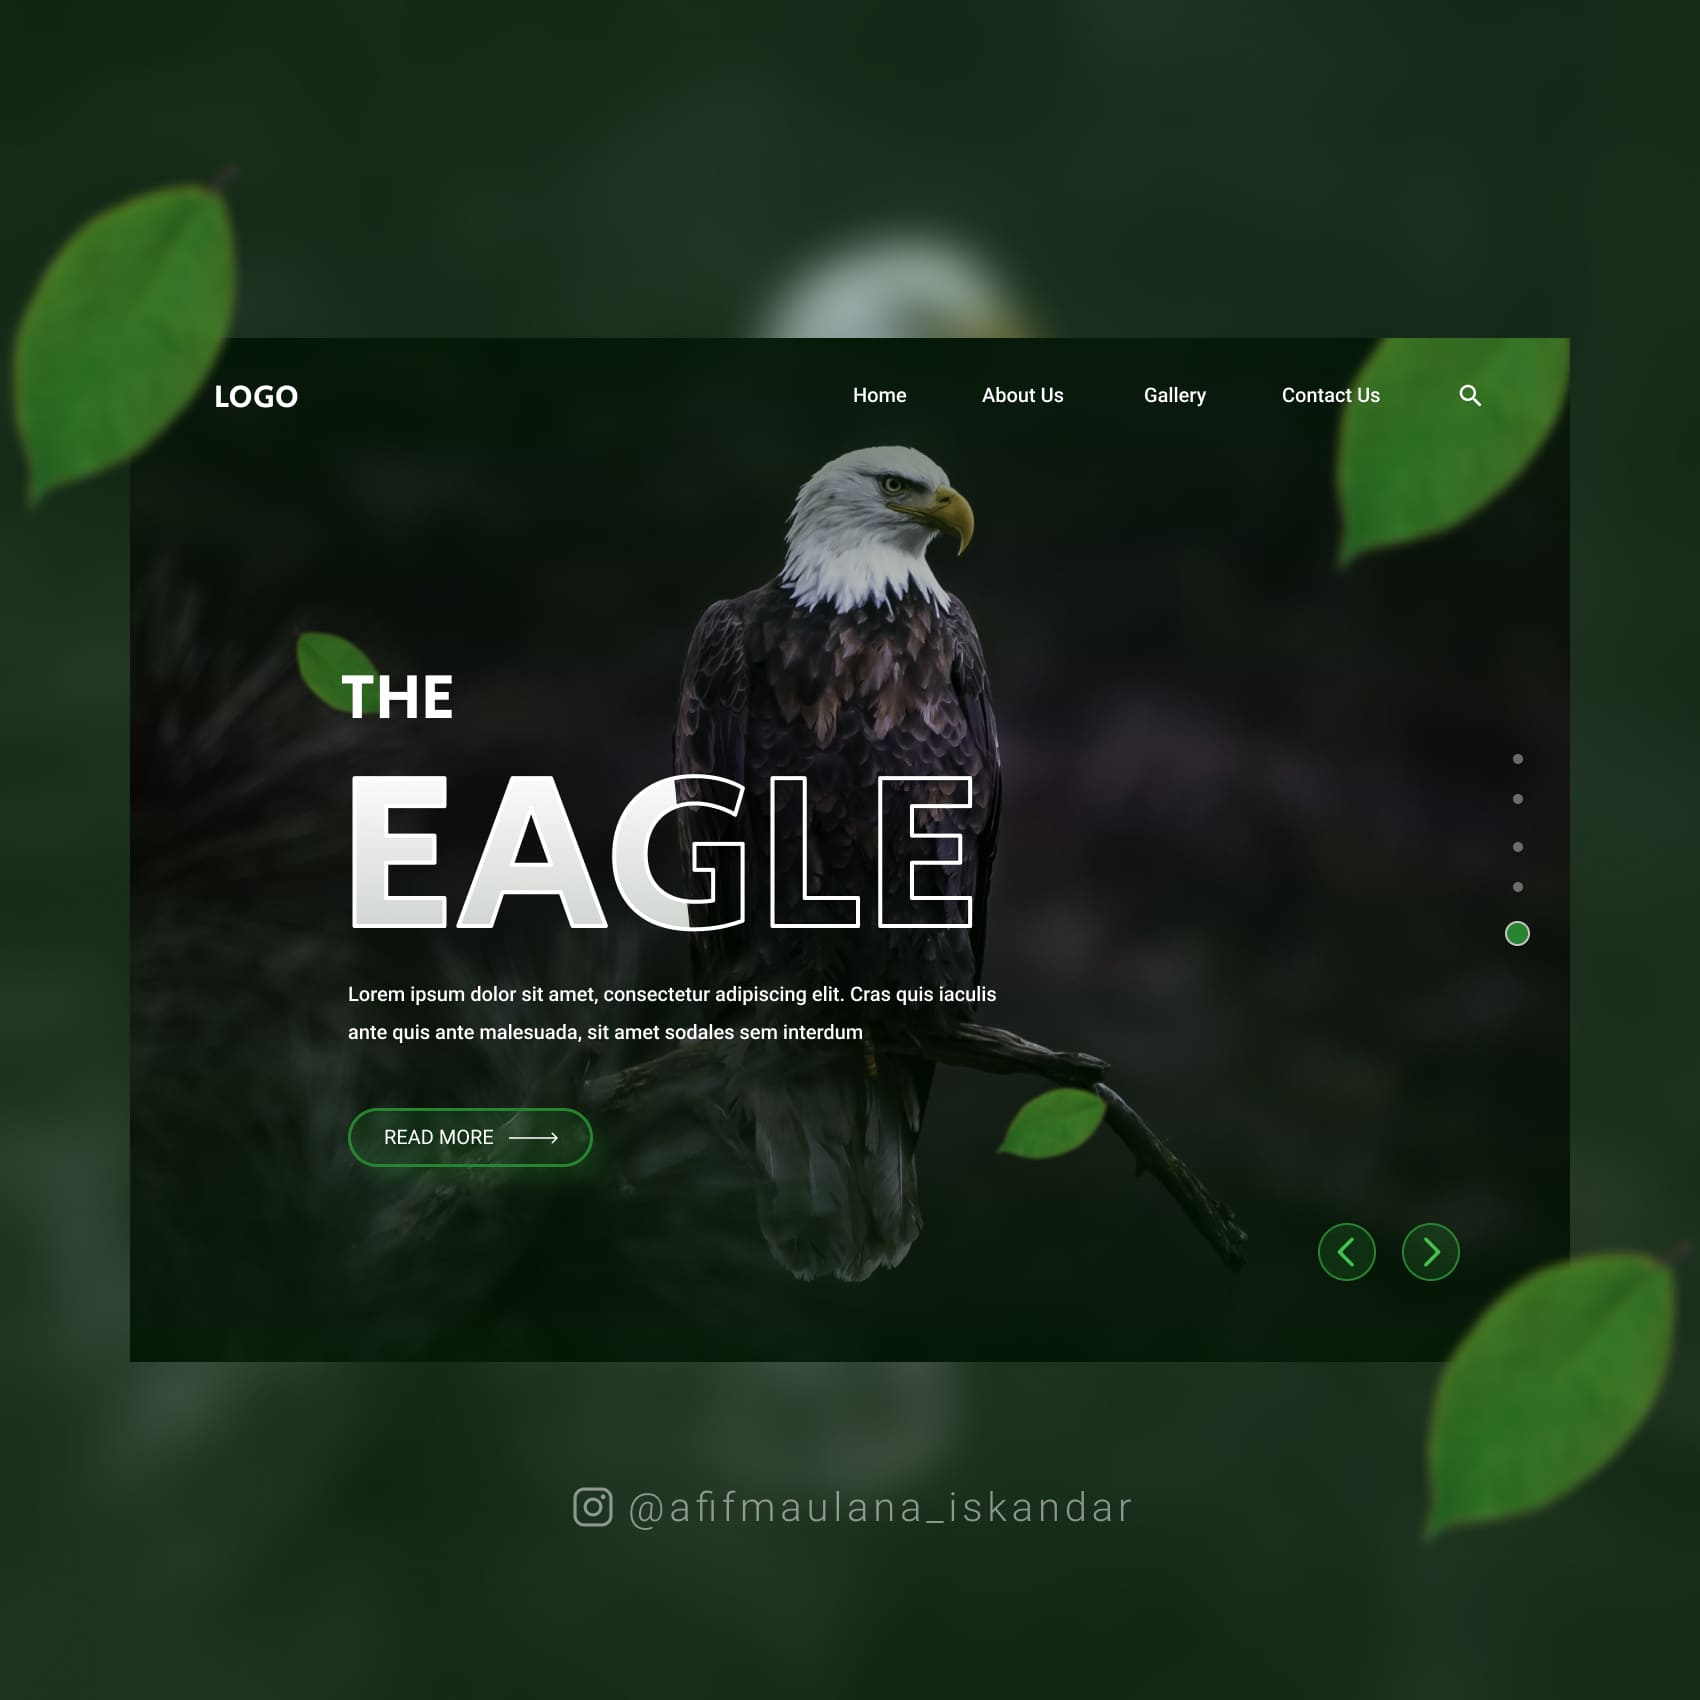 LOGO
Home
About Us
Gallery
Contact Us
THE
EAGLE
Lorem ipsum dolor sit amet, consectetur adipiscing elit. Cras quis iaculis
ante quis ante malesuada, sit amet sodales sem interdum
READ MORE
@afifmaulana_iskandar